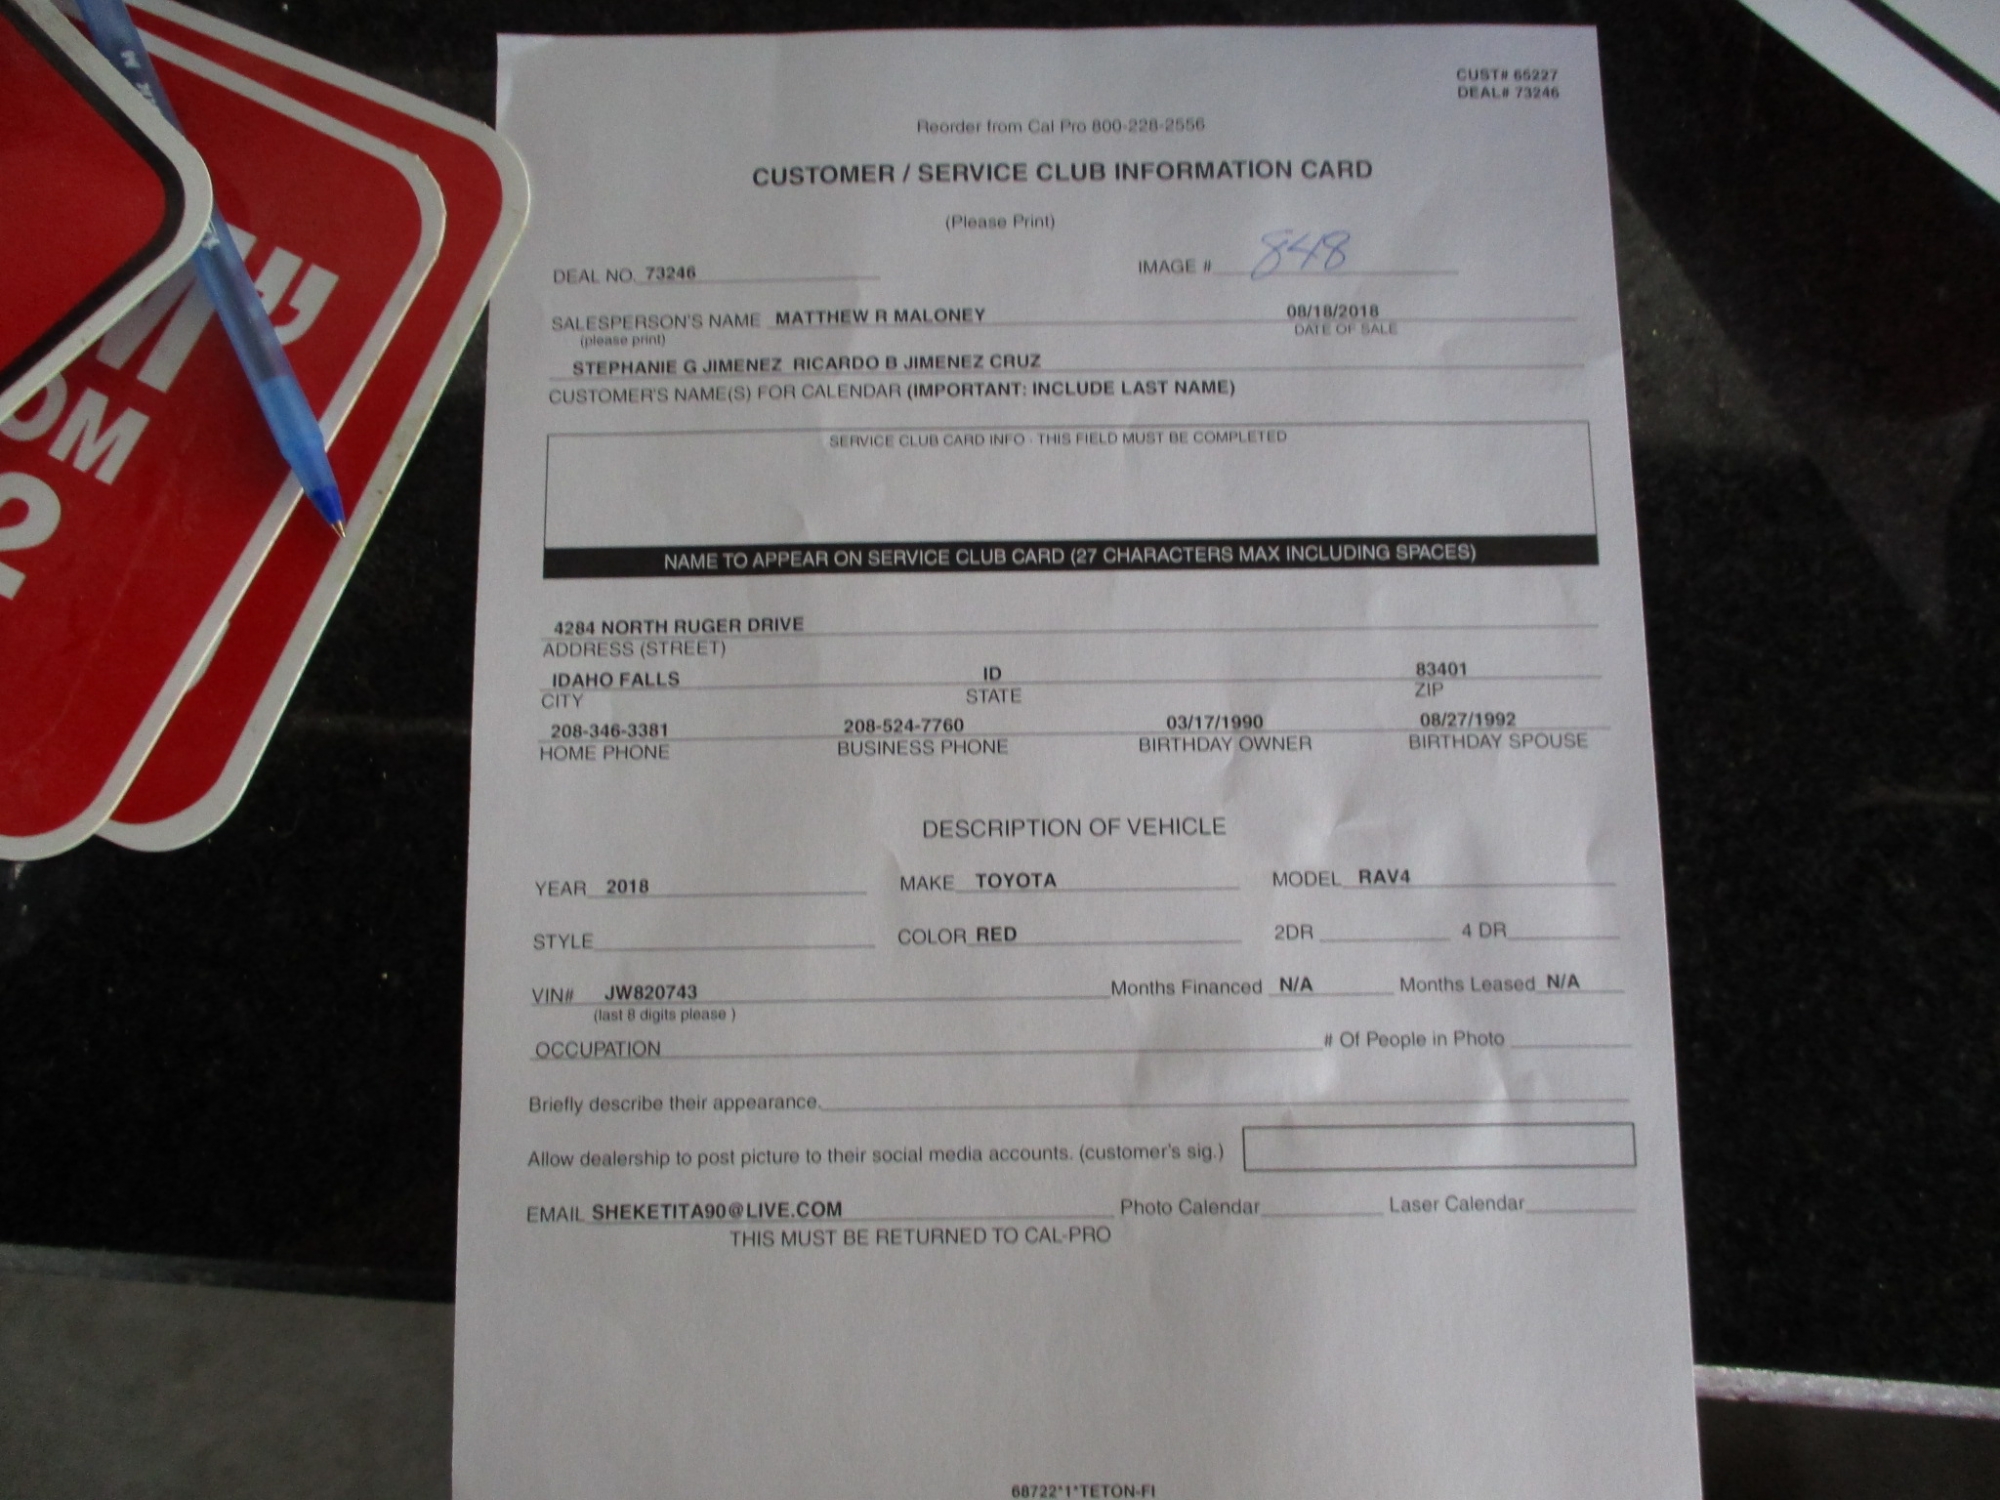 CUST# 65227
DEAL# 73246
Reorder from Cal Pro 800-228-2556
CUSTOMER / SERVICE CLUB INFORMATION CARD
(Please Print)
DEAL NO. 73246 IMAGE # 848
SALESPERSON'S NAME MATTHEW R MALONEY 08/18/2018
(please print) DATE OF SALE
STEPHANIE G JIMENEZ RICARDO B JIMENEZ CRUZ
CUSTOMER'S NAME(S) FOR CALENDAR (IMPORTANT: INCLUDE LAST NAME)
SERVICE CLUB CARD INFO - THIS FIELD MUST BE COMPLETED
NAME TO APPEAR ON SERVICE CLUB CARD (27 CHARACTERS MAX INCLUDING SPACES)
4284 NORTH RUGER DRIVE
ADDRESS (STREET)
IDAHO FALLS ID 83401
CITY STATE ZIP
208-346-3381 208-524-7760 03/17/1990 08/27/1992
HOME PHONE BUSINESS PHONE BIRTHDAY OWNER BIRTHDAY SPOUSE
DESCRIPTION OF VEHICLE
YEAR 2018 MAKE TOYOTA MODEL RAV4
STYLE COLOR RED 2DR 4 DR
VIN# JW820743 Months Financed N/A Months Leased N/A
(last 8 digits please )
OCCUPATION # Of People in Photo
Briefly describe their appearance.
Allow dealership to post picture to their social media accounts. (customer's sig.)
EMAIL SHEKETITA90@LIVE.COM Photo Calendar Laser Calendar
THIS MUST BE RETURNED TO CAL-PRO
68722*1*TETON-FI
OM
2